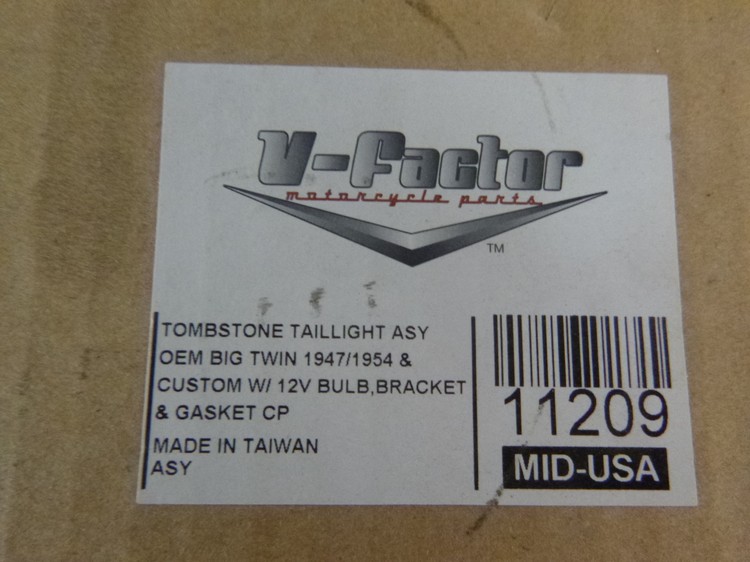 V-Factor
motorcycle parts
TM
TOMBSTONE TAILLIGHT ASY
OEM BIG TWIN 1947/1954 &
CUSTOM W/ 12V BULB,BRACKET
& GASKET CP
MADE IN TAIWAN
ASY
11209
MID-USA